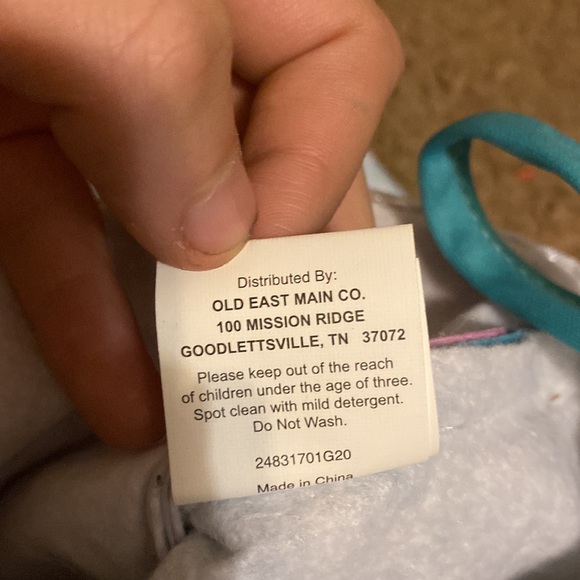 Distributed By:
OLD EAST MAIN CO.
100 MISSION RIDGE
GOODLETTSVILLE, TN 37072
Please keep out of the reach
of children under the age of three.
Spot clean with mild detergent.
Do Not Wash.
24831701G20
Made in China